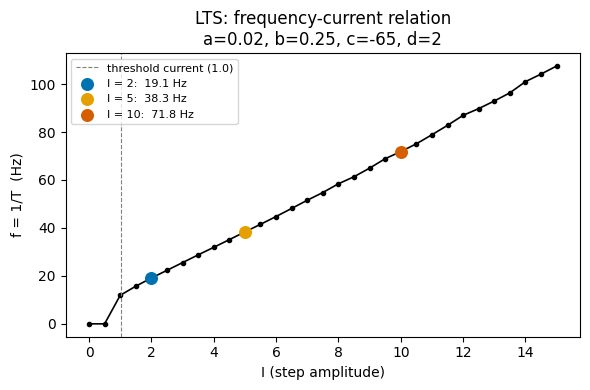 LTS: frequency-current relation
a=0.02, b=0.25, c=-65, d=2
threshold current (1.0)
I = 2:  19.1 Hz
I = 5:  38.3 Hz
I = 10:  71.8 Hz
f = 1/T  (Hz)
100
80
60
40
20
0
0
2
4
6
8
10
12
14
I (step amplitude)